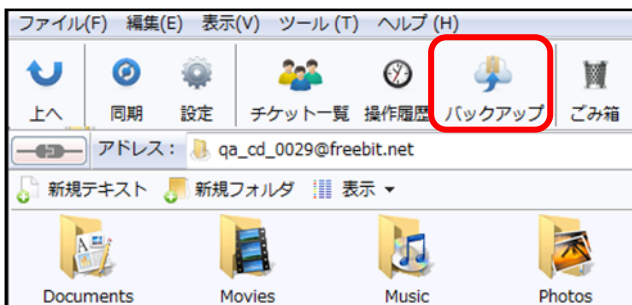 ファイル(F) 編集(E) 表示(V) ツール (T) ヘルプ (H)
上へ 同期 設定 チケット一覧 操作履歴 バックアップ ごみ箱
アドレス: qa_cd_0029@freebit.net
新規テキスト 新規フォルダ 表示
Documents Movies Music Photos